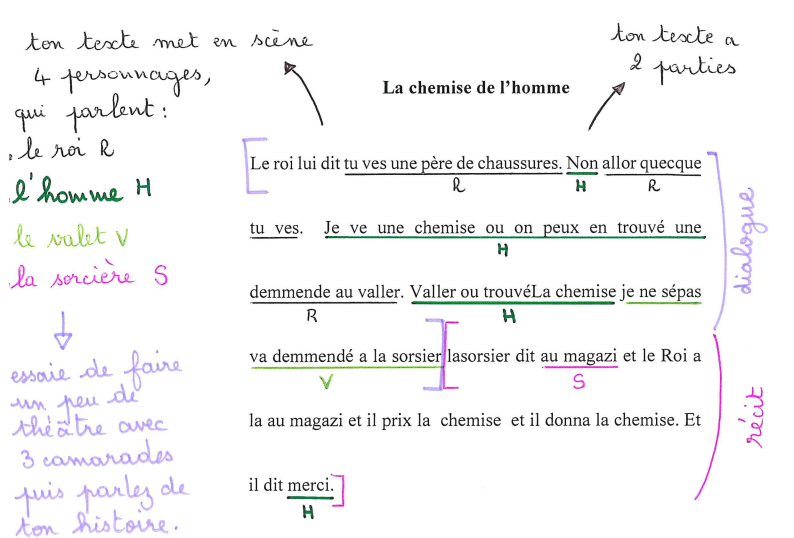 ton texte met en scène
4 personnages,
qui parlent :
. le roi R
l'homme H
le valet V
la sorcière S
essaie de faire
un peu de
théâtre avec
3 camarades
puis parlez de
ton histoire.
ton texte a
2 parties
La chemise de l'homme
Le roi lui dit tu ves une père de chaussures. Non allor quecque
R H R
tu ves. Je ve une chemise ou on peux en trouvé une
H
demmende au valler. Valler ou trouvéLa chemise je ne sépas
R H
va demmendé a la sorsier lasorsier dit au magazi et le Roi a
V S
la au magazi et il prix la chemise et il donna la chemise. Et
il dit merci.
H
dialogue
récit